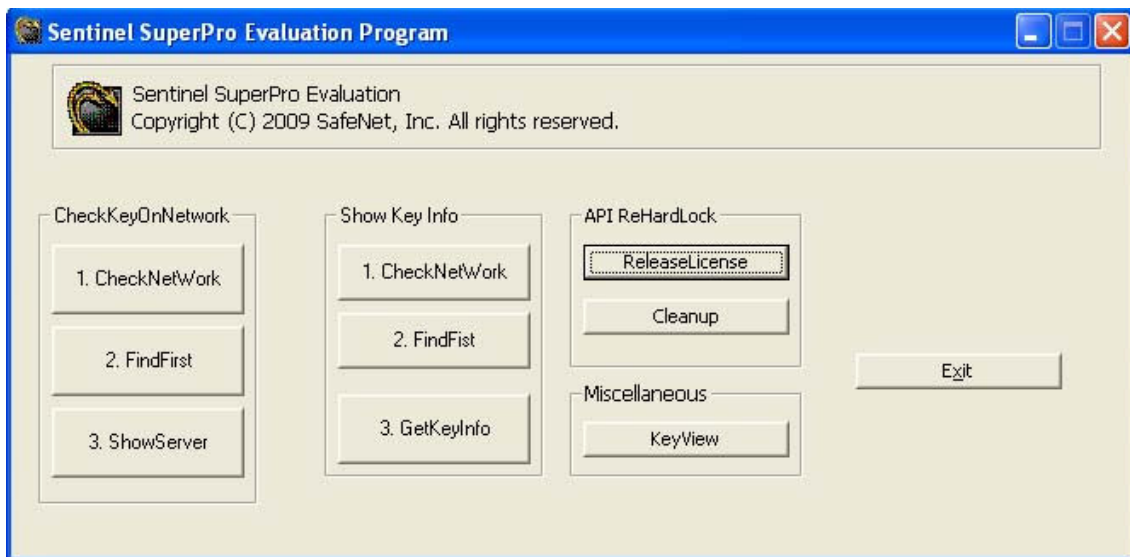 Sentinel SuperPro Evaluation Program
Sentinel SuperPro Evaluation
Copyright (C) 2009 SafeNet, Inc. All rights reserved.
CheckKeyOnNetwork
1. CheckNetWork
2. FindFirst
3. ShowServer
Show Key Info
1. CheckNetWork
2. FindFist
3. GetKeyInfo
API ReHardLock
ReleaseLicense
Cleanup
Miscellaneous
KeyView
Exit